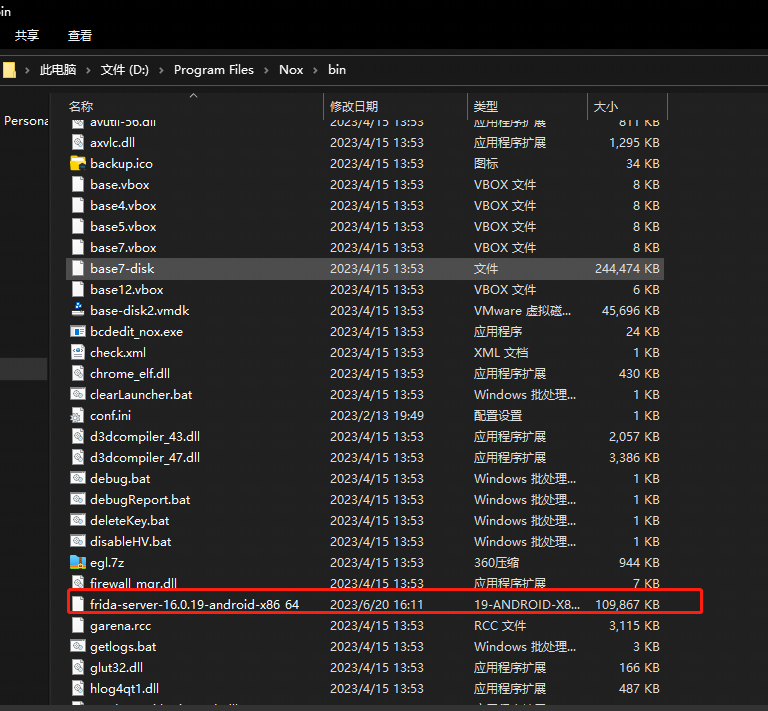 in
共享 查看
此电脑 › 文件 (D:) › Program Files › Nox › bin
名称 修改日期 类型 大小
Persona
avutil-56.dll 2023/4/15 13:53 应用程序扩展 811 KB
axvlc.dll 2023/4/15 13:53 应用程序扩展 1,295 KB
backup.ico 2023/4/15 13:53 图标 34 KB
base.vbox 2023/4/15 13:53 VBOX 文件 8 KB
base4.vbox 2023/4/15 13:53 VBOX 文件 8 KB
base5.vbox 2023/4/15 13:53 VBOX 文件 8 KB
base7.vbox 2023/4/15 13:53 VBOX 文件 8 KB
base7-disk 2023/4/15 13:53 文件 244,474 KB
base12.vbox 2023/4/15 13:53 VBOX 文件 6 KB
base-disk2.vmdk 2023/4/15 13:53 VMware 虚拟磁... 45,696 KB
bcdedit_nox.exe 2023/4/15 13:53 应用程序 24 KB
check.xml 2023/4/15 13:53 XML 文档 1 KB
chrome_elf.dll 2023/4/15 13:53 应用程序扩展 430 KB
clearLauncher.bat 2023/4/15 13:53 Windows 批处理... 1 KB
conf.ini 2023/2/13 19:49 配置设置 1 KB
d3dcompiler_43.dll 2023/4/15 13:53 应用程序扩展 2,057 KB
d3dcompiler_47.dll 2023/4/15 13:53 应用程序扩展 3,386 KB
debug.bat 2023/4/15 13:53 Windows 批处理... 1 KB
debugReport.bat 2023/4/15 13:53 Windows 批处理... 1 KB
deleteKey.bat 2023/4/15 13:53 Windows 批处理... 1 KB
disableHV.bat 2023/4/15 13:53 Windows 批处理... 1 KB
egl.7z 2023/4/15 13:53 360压缩 944 KB
firewall_mgr.dll 2023/4/15 13:53 应用程序扩展 7 KB
frida-server-16.0.19-android-x86_64 2023/6/20 16:11 19-ANDROID-X8... 109,867 KB
garena.rcc 2023/4/15 13:53 RCC 文件 3,115 KB
getlogs.bat 2023/4/15 13:53 Windows 批处理... 3 KB
glut32.dll 2023/4/15 13:53 应用程序扩展 166 KB
hlog4qt1.dll 2023/4/15 13:53 应用程序扩展 487 KB